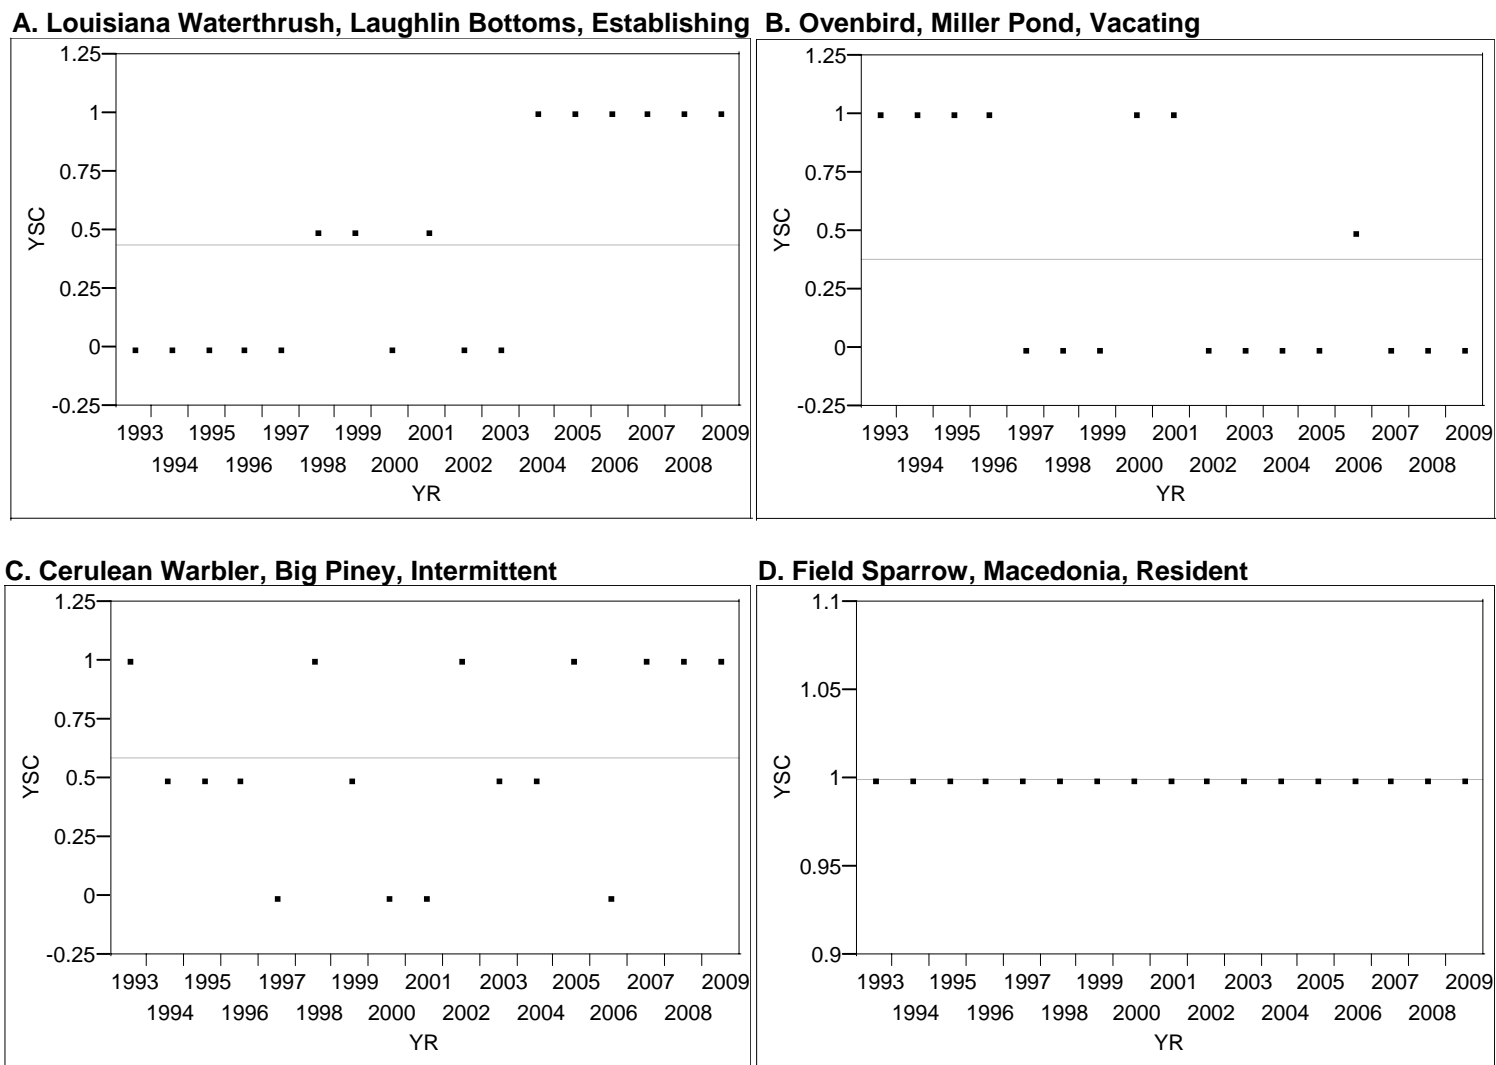 A. Louisiana Waterthrush, Laughlin Bottoms, Establishing
1.25
1
0.75
0.5
0.25
0
-0.25
YSC
1993 1995 1997 1999 2001 2003 2005 2007 2009
1994 1996 1998 2000 2002 2004 2006 2008
YR
B. Ovenbird, Miller Pond, Vacating
1.25
1
0.75
0.5
0.25
0
-0.25
YSC
1993 1995 1997 1999 2001 2003 2005 2007 2009
1994 1996 1998 2000 2002 2004 2006 2008
YR
C. Cerulean Warbler, Big Piney, Intermittent
1.25
1
0.75
0.5
0.25
0
-0.25
YSC
1993 1995 1997 1999 2001 2003 2005 2007 2009
1994 1996 1998 2000 2002 2004 2006 2008
YR
D. Field Sparrow, Macedonia, Resident
1.1
1.05
1
0.95
0.9
YSC
1993 1995 1997 1999 2001 2003 2005 2007 2009
1994 1996 1998 2000 2002 2004 2006 2008
YR